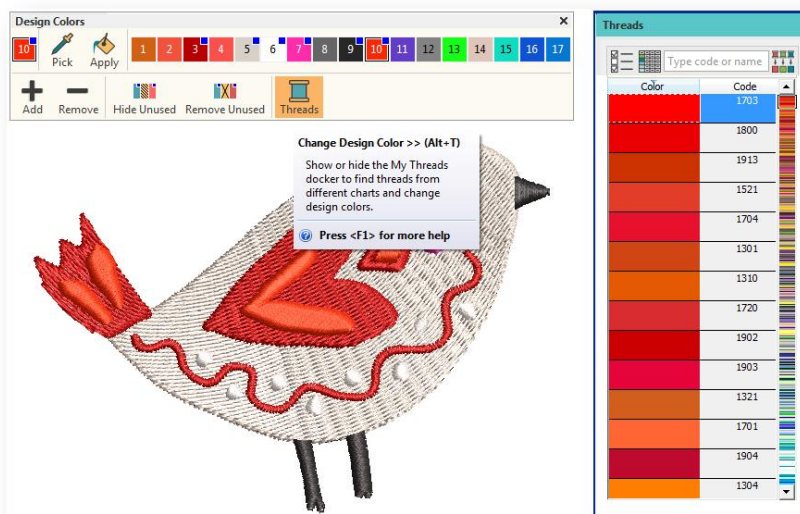 Design Colors
10
Pick
Apply
1 2 3 4 5 6 7 8 9 10 11 12 13 14 15 16 17
Add
Remove
Hide Unused
Remove Unused
Threads
Change Design Color >> (Alt+T)
Show or hide the My Threads
docker to find threads from
different charts and change
design colors.
Press <F1> for more help
Threads
Type code or name
Color Code
1703
1800
1913
1521
1704
1301
1310
1720
1902
1903
1321
1701
1904
1304